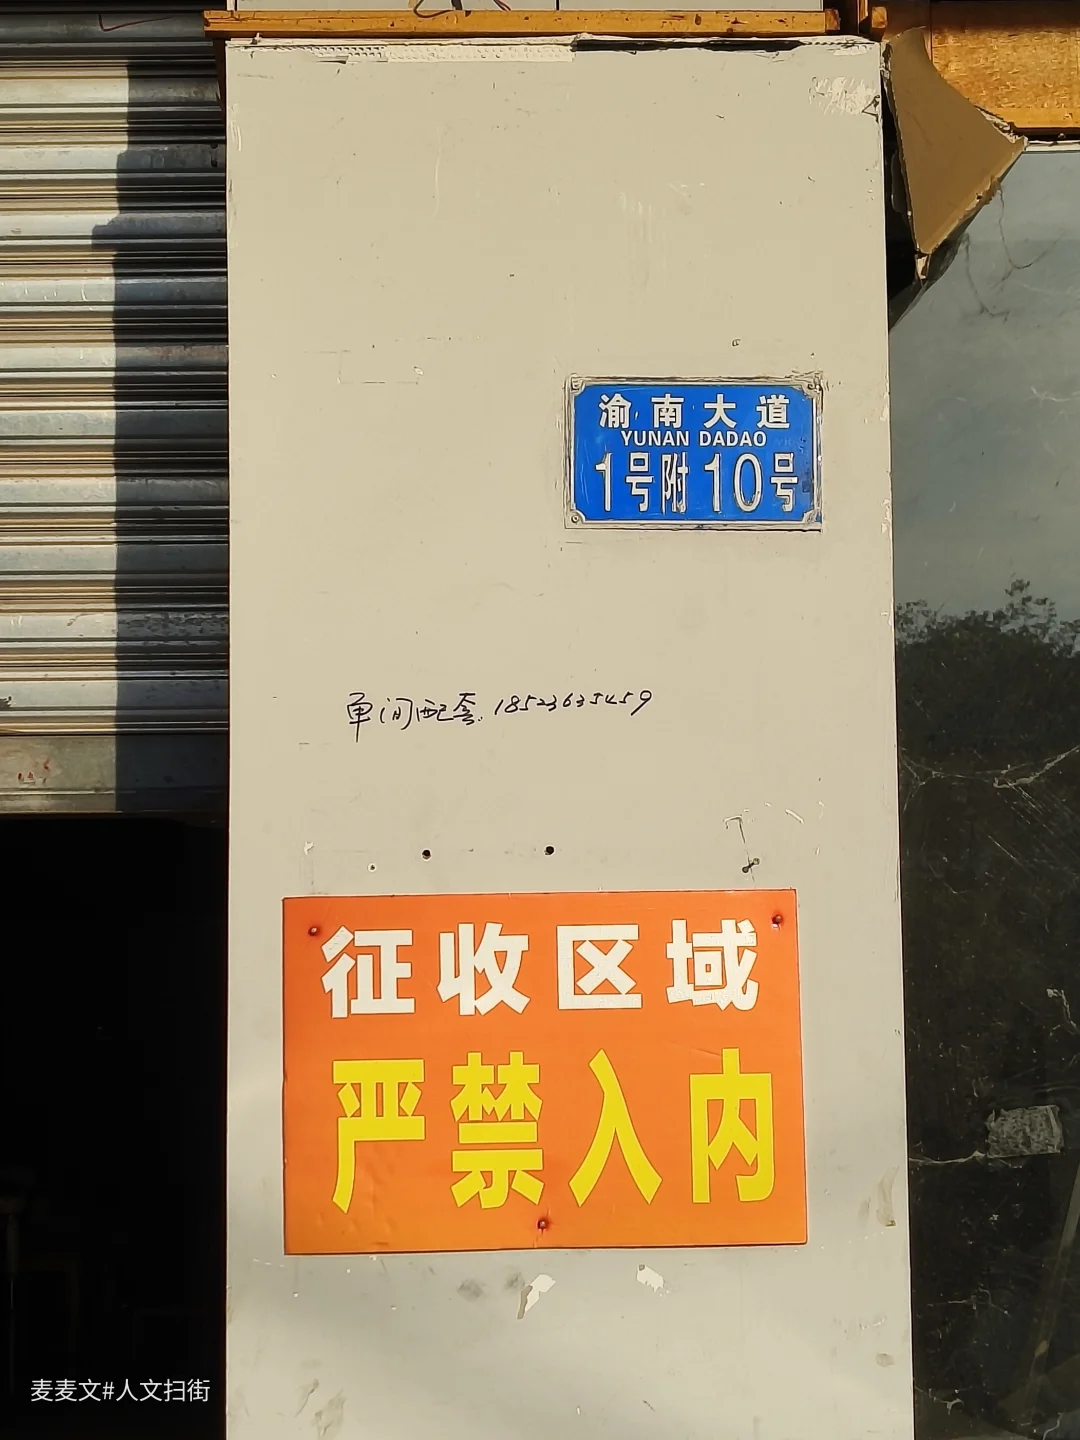 渝南大道
YUNAN DADAO
1号附10号
单间配套.18523635459
征收区域
严禁入内
麦麦文#人文扫街